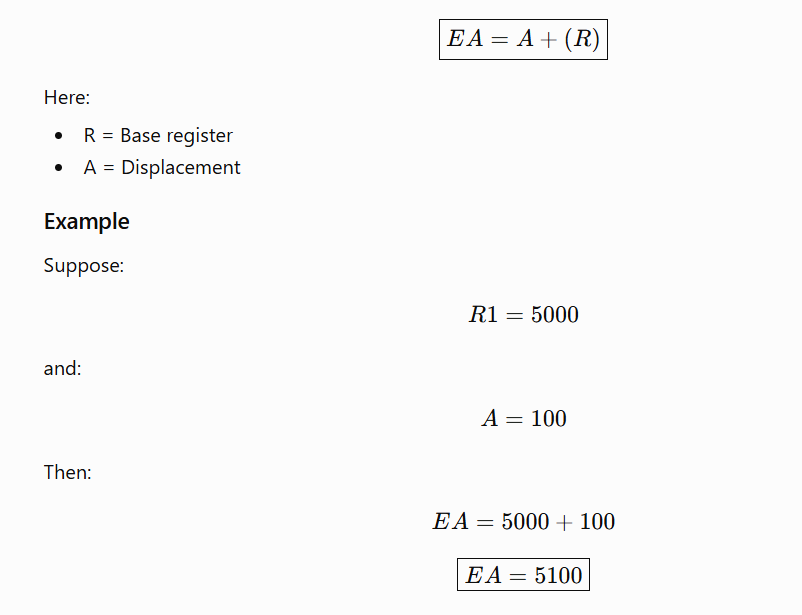 EA = A + (R)
Here:
• R = Base register
• A = Displacement
Example
Suppose:
R1 = 5000
and:
A = 100
Then:
EA = 5000 + 100
EA = 5100